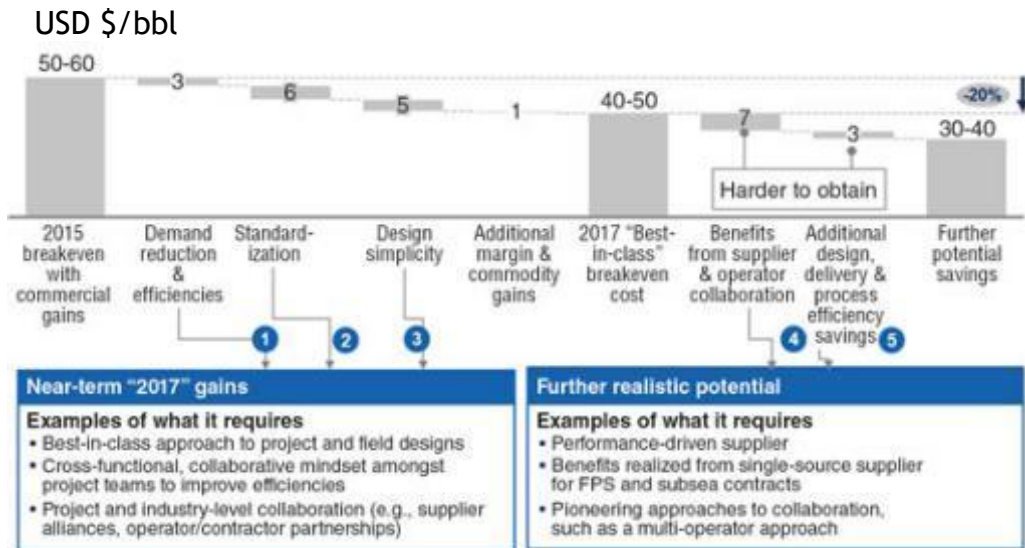 USD $/bbl
50-60
3
6
5
1
40-50
7
3
30-40
-20%
Harder to obtain
2015
breakeven
with
commercial
gains
Demand
reduction
&
efficiencies
Standard-
ization
Design
simplicity
Additional
margin &
commodity
gains
2017 "Best-
in-class"
breakeven
cost
Benefits
from supplier
& operator
collaboration
Additional
design,
delivery &
process
efficiency
savings
Further
potential
savings
1
2
3
4
5
Near-term "2017" gains
Examples of what it requires
• Best-in-class approach to project and field designs
• Cross-functional, collaborative mindset amongst
project teams to improve efficiencies
• Project and industry-level collaboration (e.g., supplier
alliances, operator/contractor partnerships)
Further realistic potential
Examples of what it requires
• Performance-driven supplier
• Benefits realized from single-source supplier
for FPS and subsea contracts
• Pioneering approaches to collaboration,
such as a multi-operator approach